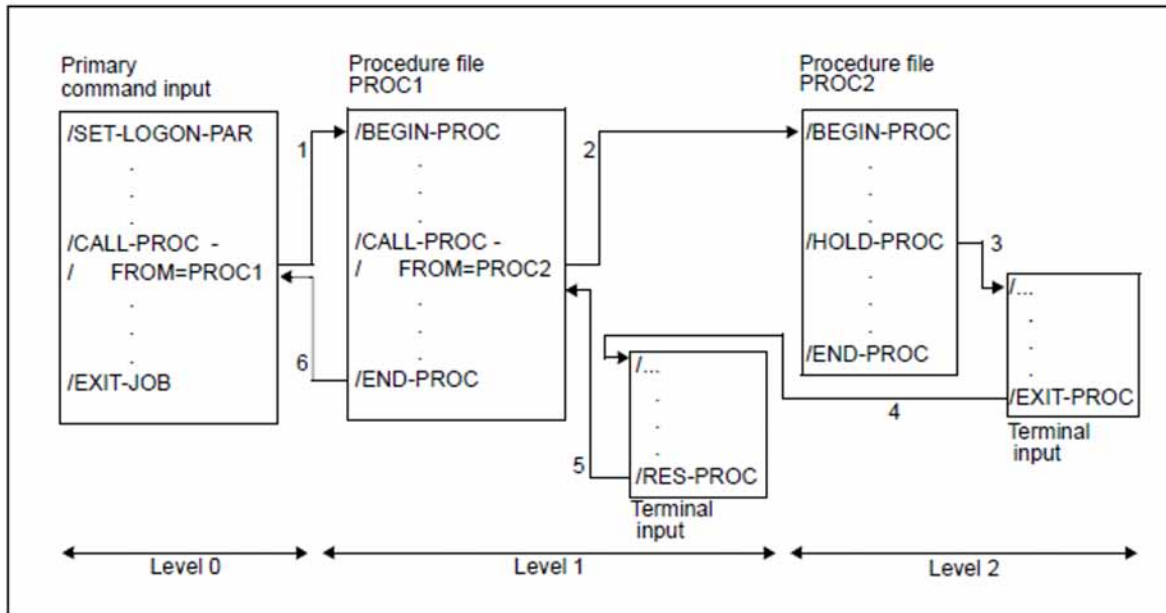 Primary
command input
/SET-LOGON-PAR
.
.
.
/CALL-PROC -
/ FROM=PROC1
.
.
.
/EXIT-JOB
1
6
Procedure file
PROC1
/BEGIN-PROC
.
.
.
/CALL-PROC -
/ FROM=PROC2
.
.
.
/END-PROC
2
5
/...
.
.
.
/RES-PROC
Terminal
input
Procedure file
PROC2
/BEGIN-PROC
.
.
.
/HOLD-PROC
.
.
.
/END-PROC
3
4
/...
.
.
.
/EXIT-PROC
Terminal
input
Level 0
Level 1
Level 2